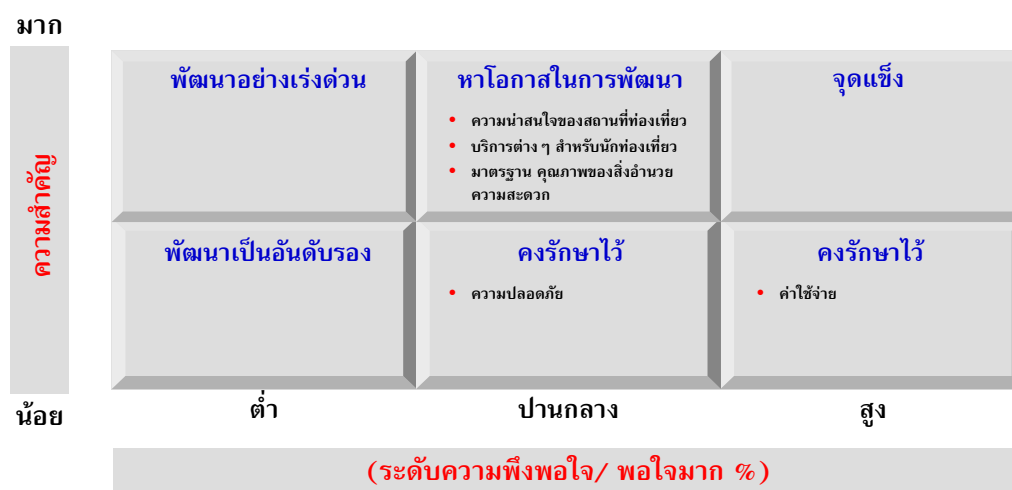 มาก
พัฒนาอย่างเร่งด่วน
หาโอกาสในการพัฒนา
• ความน่าสนใจของสถานที่ท่องเที่ยว
• บริการต่าง ๆ สำหรับนักท่องเที่ยว
• มาตรฐาน คุณภาพของสิ่งอำนวย
ความสะดวก
จุดแข็ง
ความสำคัญ
พัฒนาเป็นอันดับรอง
คงรักษาไว้
• ความปลอดภัย
คงรักษาไว้
• ค่าใช้จ่าย
น้อย
ต่ำ
ปานกลาง
สูง
(ระดับความพึงพอใจ/ พอใจมาก %)